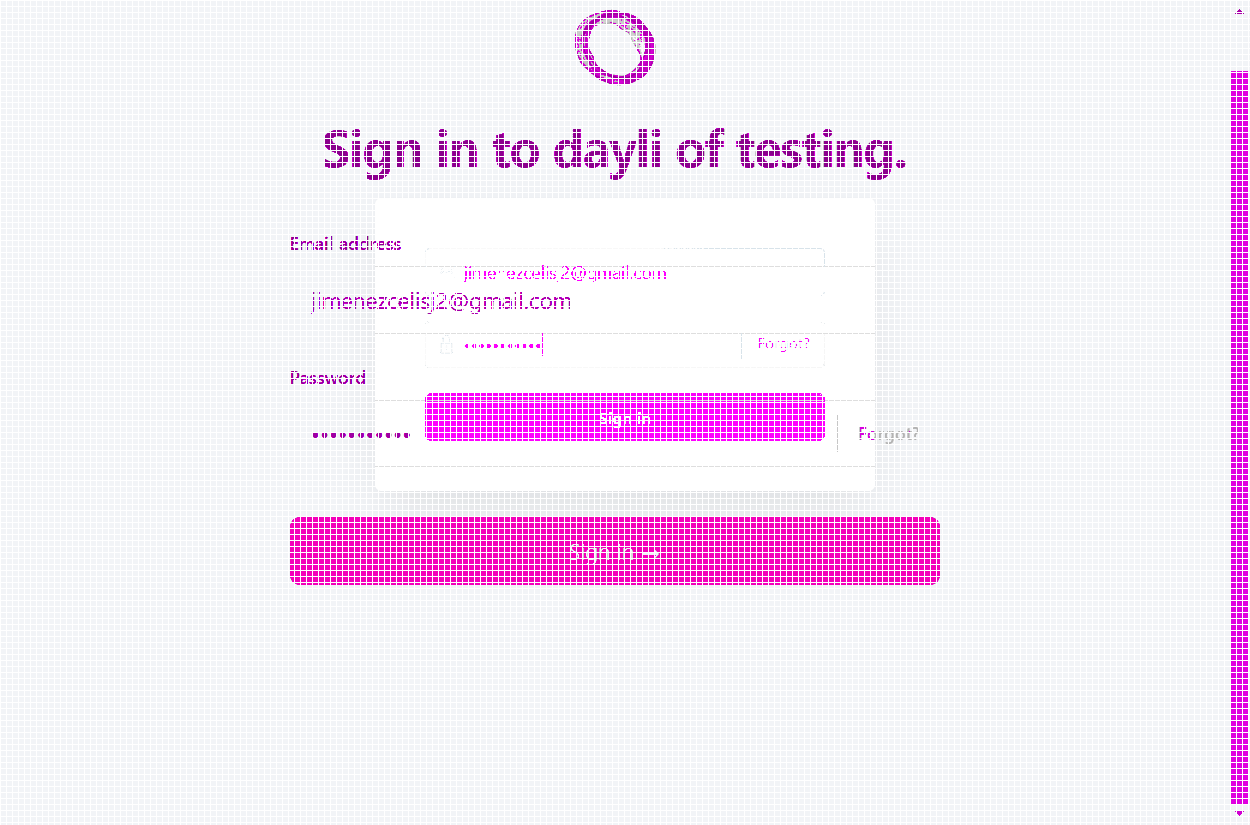 Sign in to dayli of testing.
Email address
jimenezcelisj2@gmail.com
jimenezcelisj2@gmail.com
••••••••••• Forgot?
Password
sign in
••••••••••• Forgot?
Sign in →